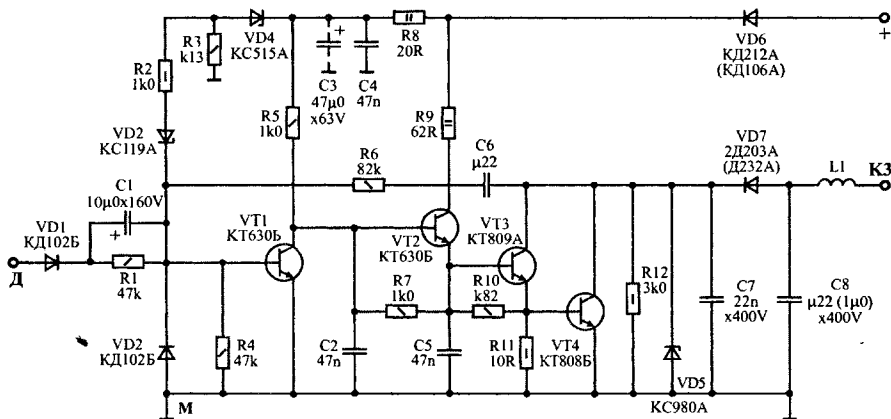 R3
k13
VD4
КС515А
+
C3
47µ0
x63V
C4
47n
R8
20R
VD6
КД212А
(КД106А)
+
R2
1k0
R5
1k0
R9
62R
VD2
КС119А
C1
10µ0x160V
+
R6
82k
C6
µ22
VD7
2Д203А
(Д232А)
L1
КЗ
VD1
КД102Б
Д
R1
47k
VT1
КТ630Б
VT2
КТ630Б
VT3
КТ809А
R7
1k0
R10
k82
R12
3k0
C7
22n
x400V
C8
µ22 (1µ0)
x400V
VD2
КД102Б
R4
47k
C2
47n
C5
47n
R11
10R
VT4
КТ808Б
VD5
КС980А
М